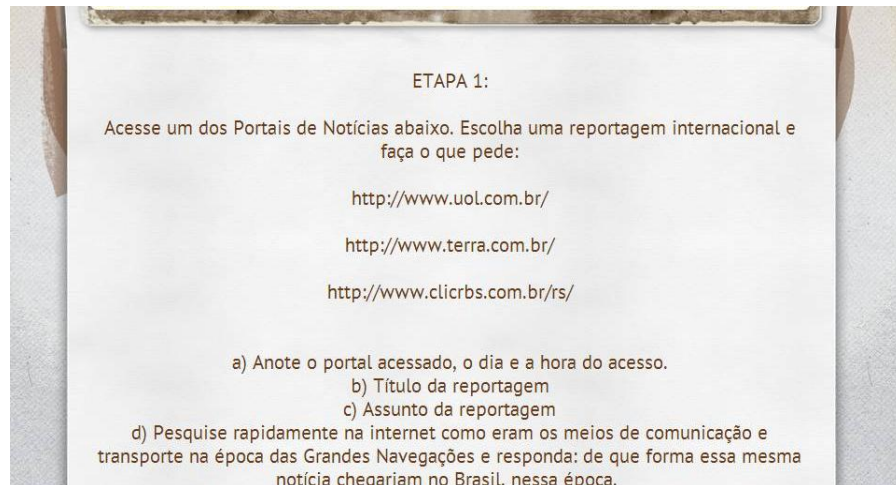 ETAPA 1:
Acesse um dos Portais de Notícias abaixo. Escolha uma reportagem internacional e
faça o que pede:
http://www.uol.com.br/
http://www.terra.com.br/
http://www.clicrbs.com.br/rs/
a) Anote o portal acessado, o dia e a hora do acesso.
b) Título da reportagem
c) Assunto da reportagem
d) Pesquise rapidamente na internet como eram os meios de comunicação e
transporte na época das Grandes Navegações e responda: de que forma essa mesma
notícia chegariam no Brasil, nessa época.